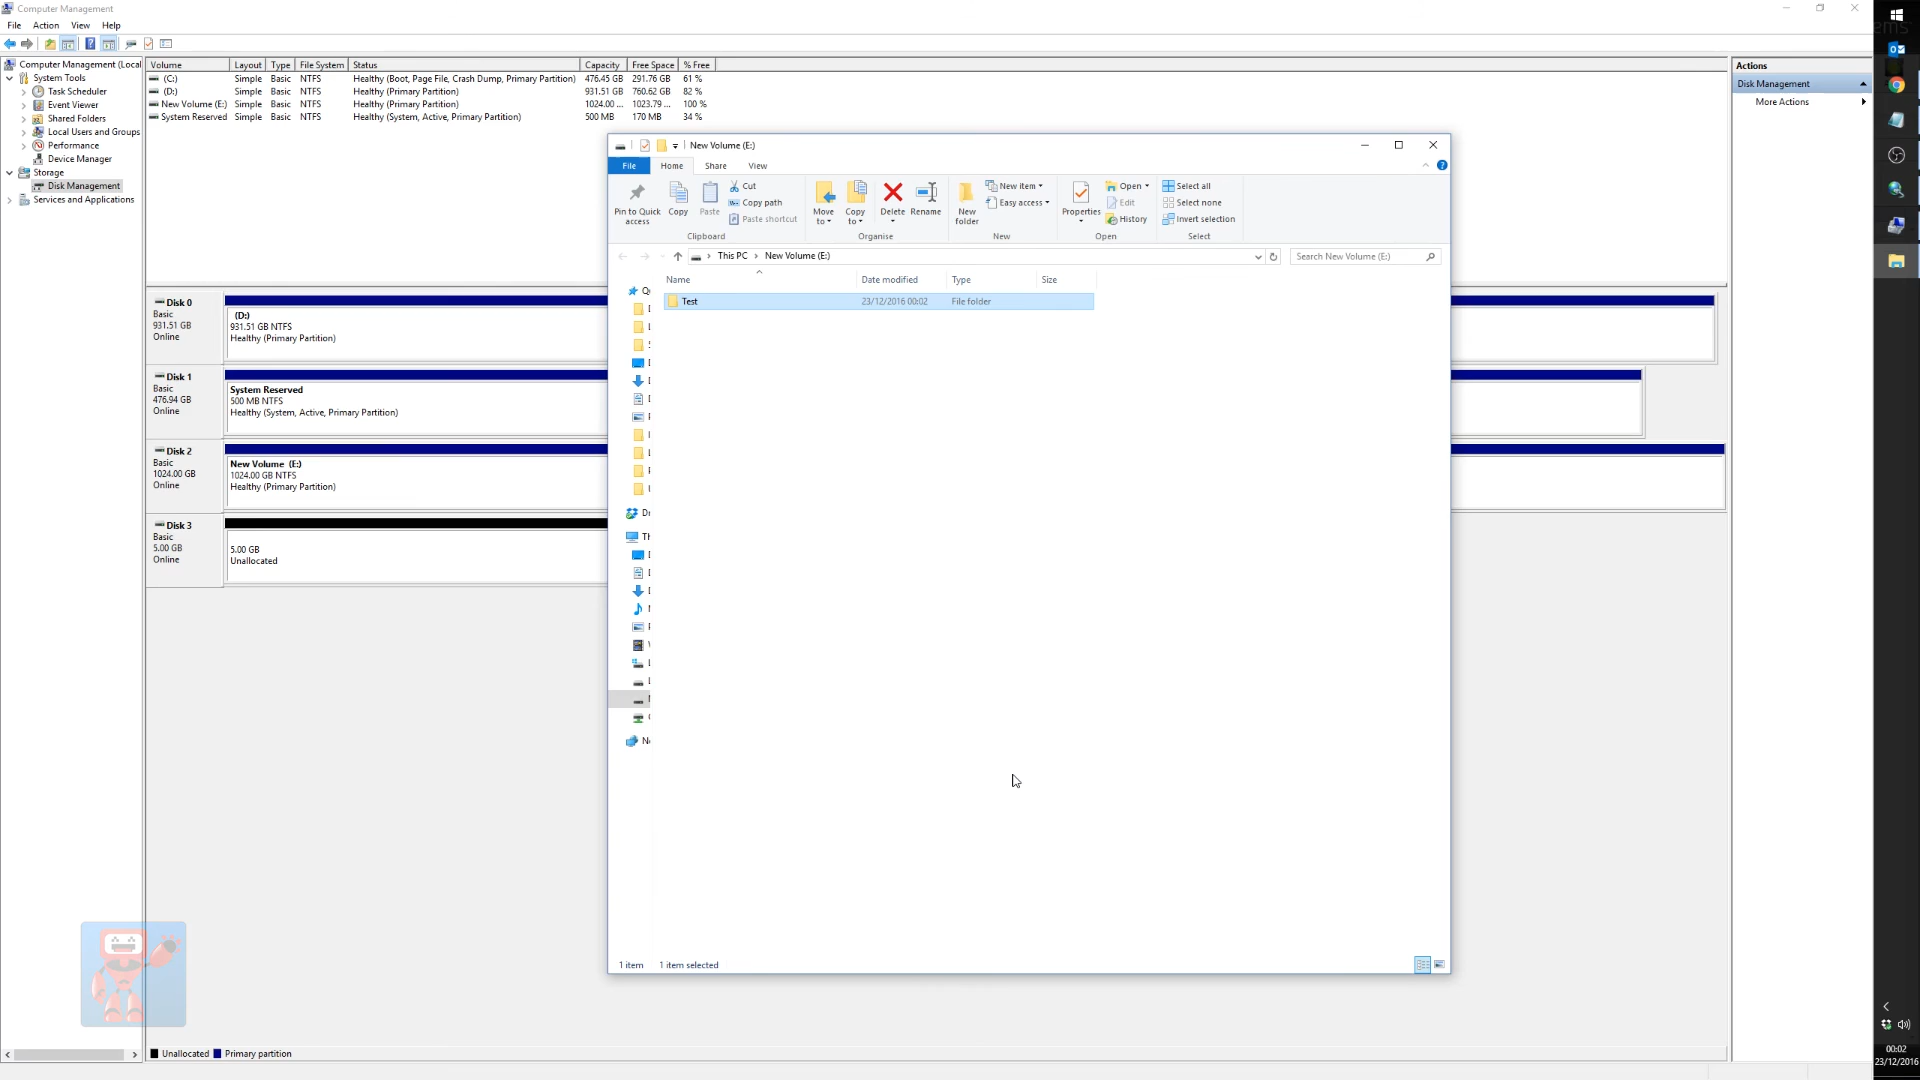 Computer Management
File Action View Help
Computer Management (Local
System Tools
Task Scheduler
Event Viewer
Shared Folders
Local Users and Groups
Performance
Device Manager
Storage
Disk Management
Services and Applications
Volume Layout Type File System Status Capacity Free Space % Free
(C:) Simple Basic NTFS Healthy (Boot, Page File, Crash Dump, Primary Partition) 476.45 GB 291.76 GB 61 %
(D:) Simple Basic NTFS Healthy (Primary Partition) 931.51 GB 760.62 GB 82 %
New Volume (E:) Simple Basic NTFS Healthy (Primary Partition) 1024.00 ... 1023.79 ... 100 %
System Reserved Simple Basic NTFS Healthy (System, Active, Primary Partition) 500 MB 170 MB 34 %
Disk 0
Basic
931.51 GB
Online
(D:)
931.51 GB NTFS
Healthy (Primary Partition)
Disk 1
Basic
476.94 GB
Online
System Reserved
500 MB NTFS
Healthy (System, Active, Primary Partition)
Disk 2
Basic
1024.00 GB
Online
New Volume (E:)
1024.00 GB NTFS
Healthy (Primary Partition)
Disk 3
Basic
5.00 GB
Online
5.00 GB
Unallocated
Unallocated Primary partition
New Volume (E:)
File Home Share View
Pin to Quick access
Copy
Paste
Cut
Copy path
Paste shortcut
Clipboard
Move to
Copy to
Delete
Rename
Organise
New folder
New item
Easy access
New
Properties
Open
Edit
History
Open
Select all
Select none
Invert selection
Select
This PC New Volume (E:)
Search New Volume (E:)
Name Date modified Type Size
Test 23/12/2016 00:02 File folder
1 item 1 item selected
Actions
Disk Management
More Actions
00:02
23/12/2016